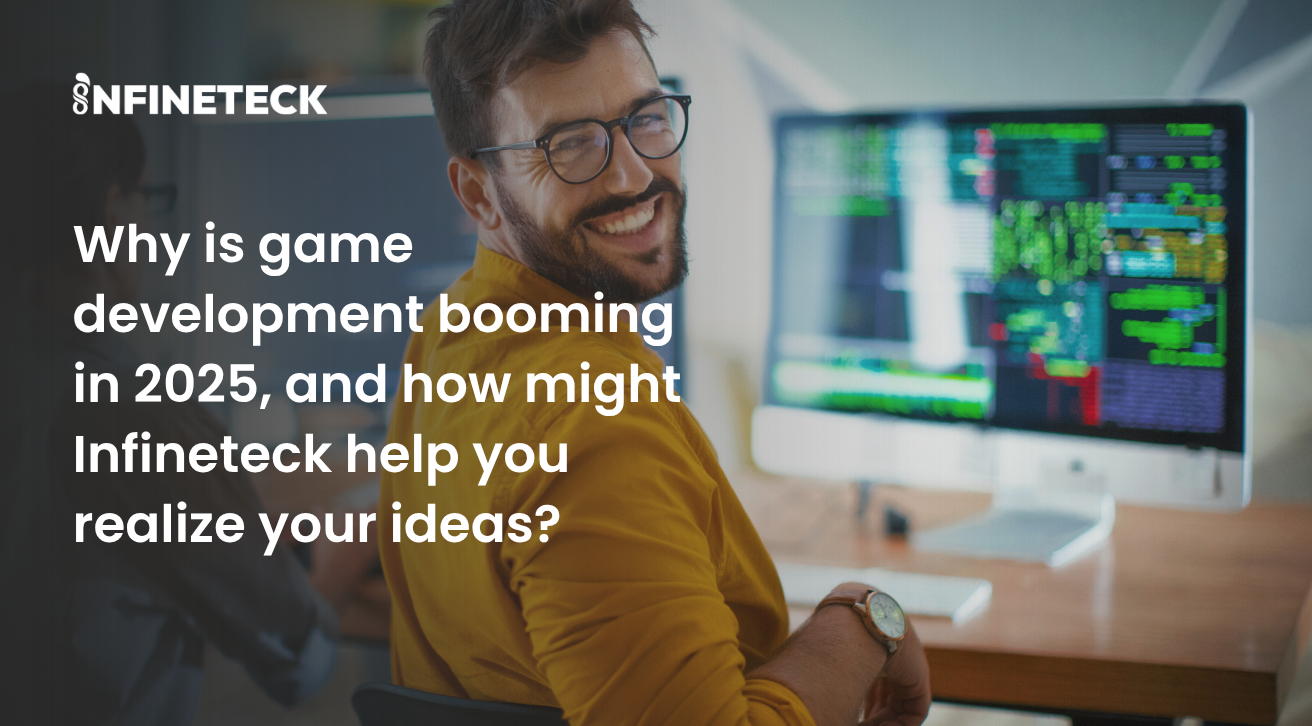 INFINETECK
Why is game
development booming
in 2025, and how might
Infineteck help you
realize your ideas?